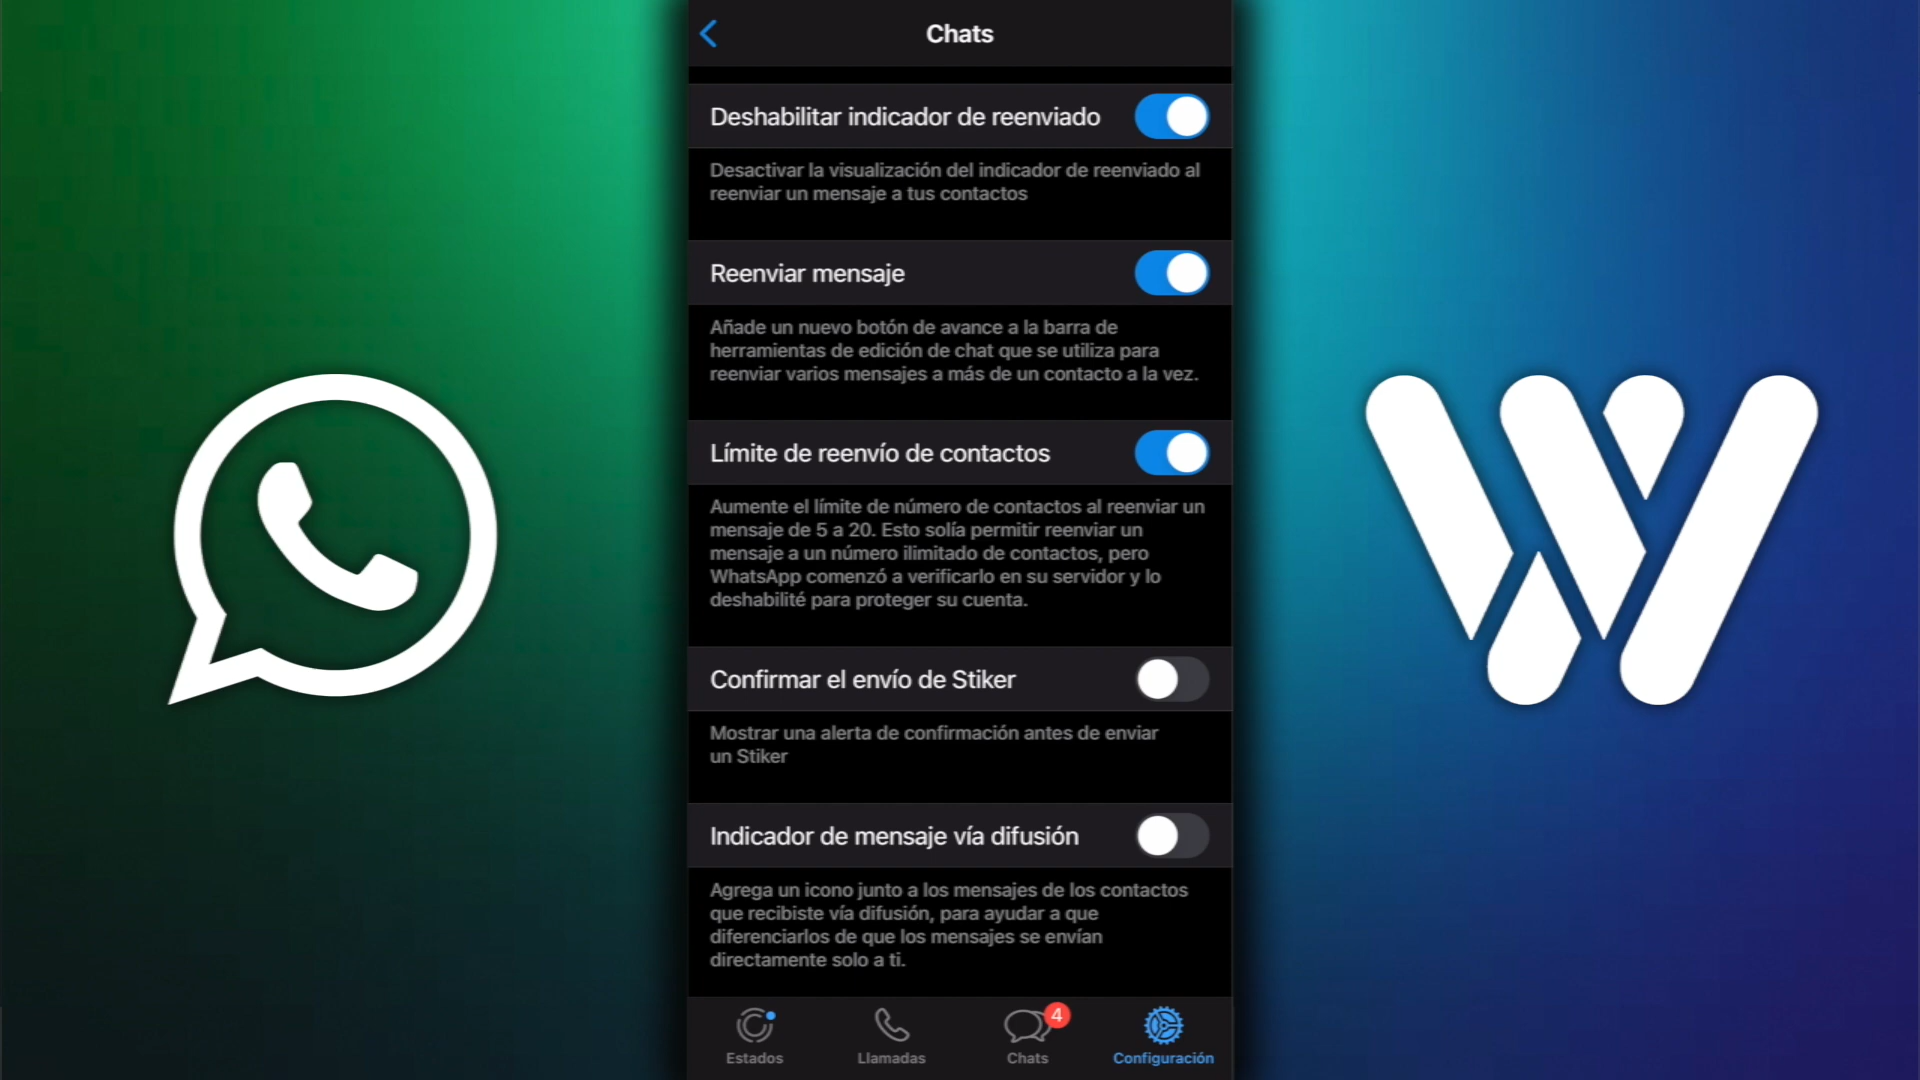 Chats
Deshabilitar indicador de reenviado
Desactivar la visualización del indicador de reenviado al
reenviar un mensaje a tus contactos
Reenviar mensaje
Añade un nuevo botón de avance a la barra de
herramientas de edición de chat que se utiliza para
reenviar varios mensajes a más de un contacto a la vez.
Límite de reenvío de contactos
Aumente el límite de número de contactos al reenviar un
mensaje de 5 a 20. Esto solía permitir reenviar un
mensaje a un número ilimitado de contactos, pero
WhatsApp comenzó a verificarlo en su servidor y lo
deshabilité para proteger su cuenta.
Confirmar el envío de Stiker
Mostrar una alerta de confirmación antes de enviar
un Stiker
Indicador de mensaje vía difusión
Agrega un icono junto a los mensajes de los contactos
que recibiste vía difusión, para ayudar a que
diferenciarlos de que los mensajes se envían
directamente solo a ti.
4
Estados
Llamadas
Chats
Configuración